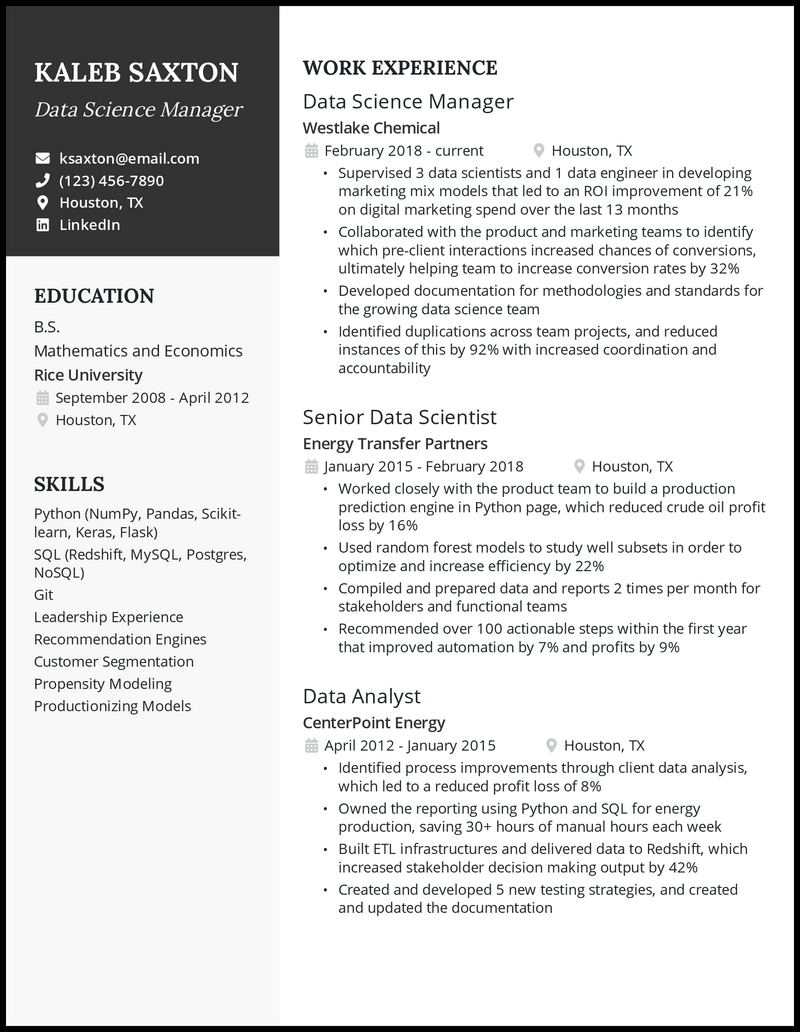 KALEB SAXTON
Data Science Manager
ksaxton@email.com
(123) 456-7890
Houston, TX
LinkedIn
EDUCATION
B.S.
Mathematics and Economics
Rice University
September 2008 - April 2012
Houston, TX
SKILLS
Python (NumPy, Pandas, Scikit-
learn, Keras, Flask)
SQL (Redshift, MySQL, Postgres,
NoSQL)
Git
Leadership Experience
Recommendation Engines
Customer Segmentation
Propensity Modeling
Productionizing Models
WORK EXPERIENCE
Data Science Manager
Westlake Chemical
February 2018 - current Houston, TX
• Supervised 3 data scientists and 1 data engineer in developing
marketing mix models that led to an ROI improvement of 21%
on digital marketing spend over the last 13 months
• Collaborated with the product and marketing teams to identify
which pre-client interactions increased chances of conversions,
ultimately helping team to increase conversion rates by 32%
• Developed documentation for methodologies and standards for
the growing data science team
• Identified duplications across team projects, and reduced
instances of this by 92% with increased coordination and
accountability
Senior Data Scientist
Energy Transfer Partners
January 2015 - February 2018 Houston, TX
• Worked closely with the product team to build a production
prediction engine in Python page, which reduced crude oil profit
loss by 16%
• Used random forest models to study well subsets in order to
optimize and increase efficiency by 22%
• Compiled and prepared data and reports 2 times per month for
stakeholders and functional teams
• Recommended over 100 actionable steps within the first year
that improved automation by 7% and profits by 9%
Data Analyst
CenterPoint Energy
April 2012 - January 2015 Houston, TX
• Identified process improvements through client data analysis,
which led to a reduced profit loss of 8%
• Owned the reporting using Python and SQL for energy
production, saving 30+ hours of manual hours each week
• Built ETL infrastructures and delivered data to Redshift, which
increased stakeholder decision making output by 42%
• Created and developed 5 new testing strategies, and created
and updated the documentation